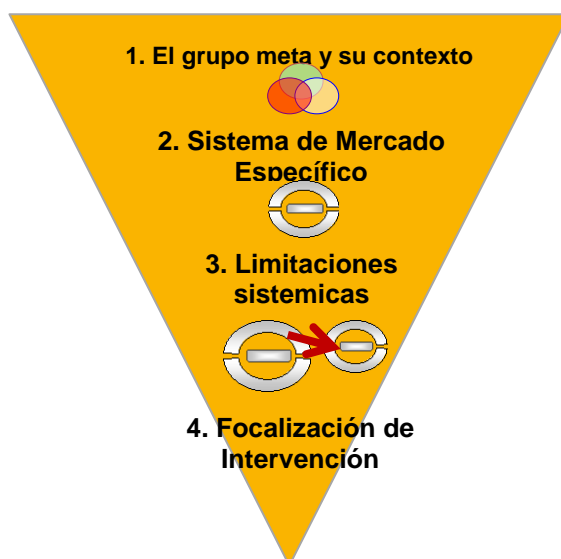 1. El grupo meta y su contexto
2. Sistema de Mercado
Específico
3. Limitaciones
sistemicas
4. Focalización de
Intervención